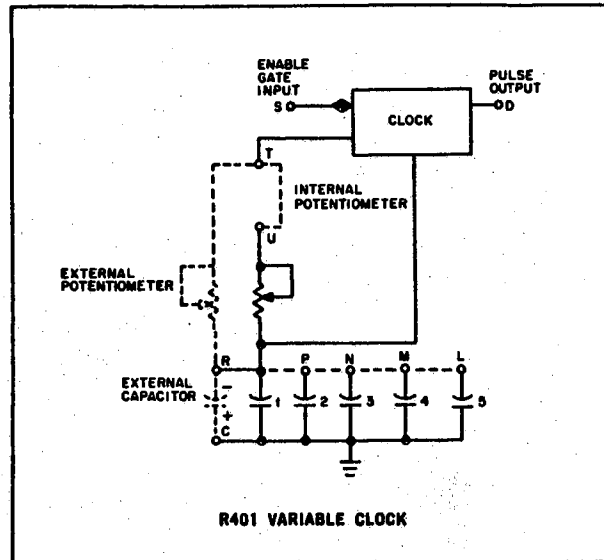 ENABLE
GATE
INPUT
S
CLOCK
PULSE
OUTPUT
D
T
INTERNAL
POTENTIOMETER
U
EXTERNAL
POTENTIOMETER
R
P
N
M
L
EXTERNAL
CAPACITOR
-
+
C
1
2
3
4
5
R401 VARIABLE CLOCK